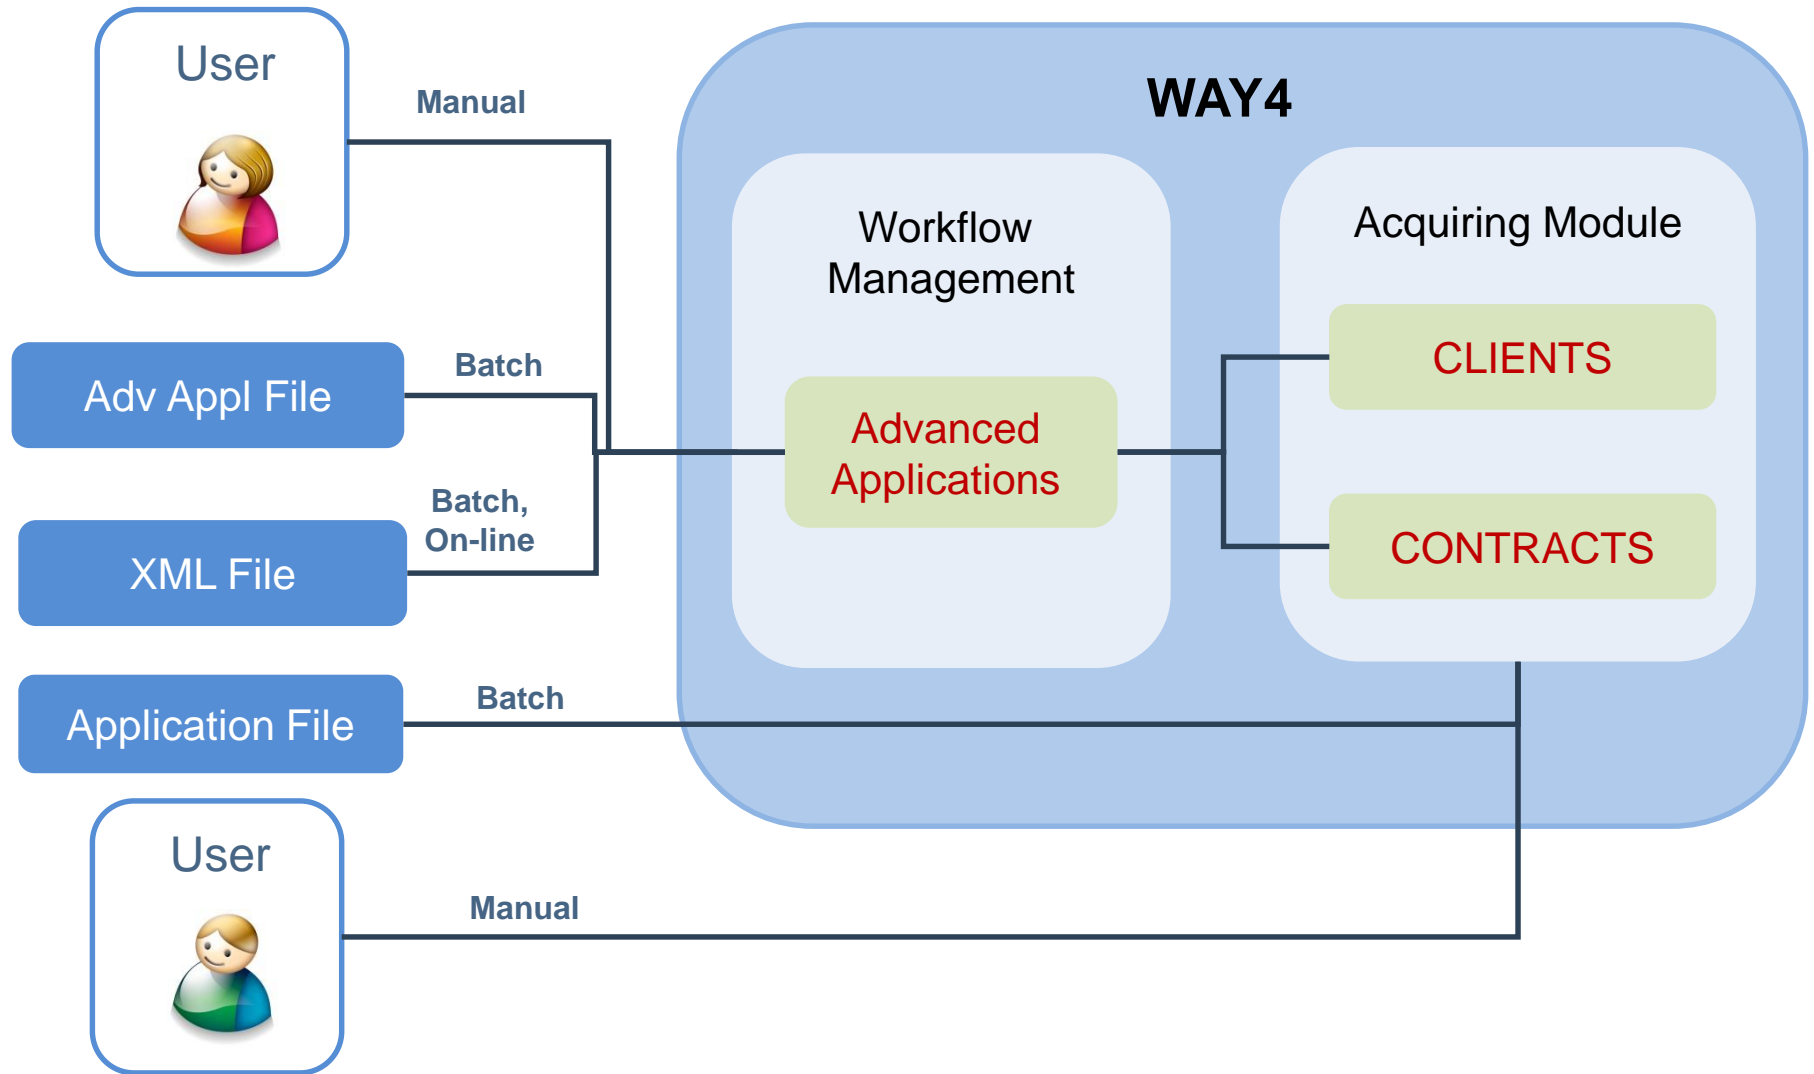 User
Manual
WAY4
Workflow
Management
Acquiring Module
Adv Appl File
Batch
Advanced
Applications
CLIENTS
CONTRACTS
Batch,
On-line
XML File
Application File
Batch
User
Manual